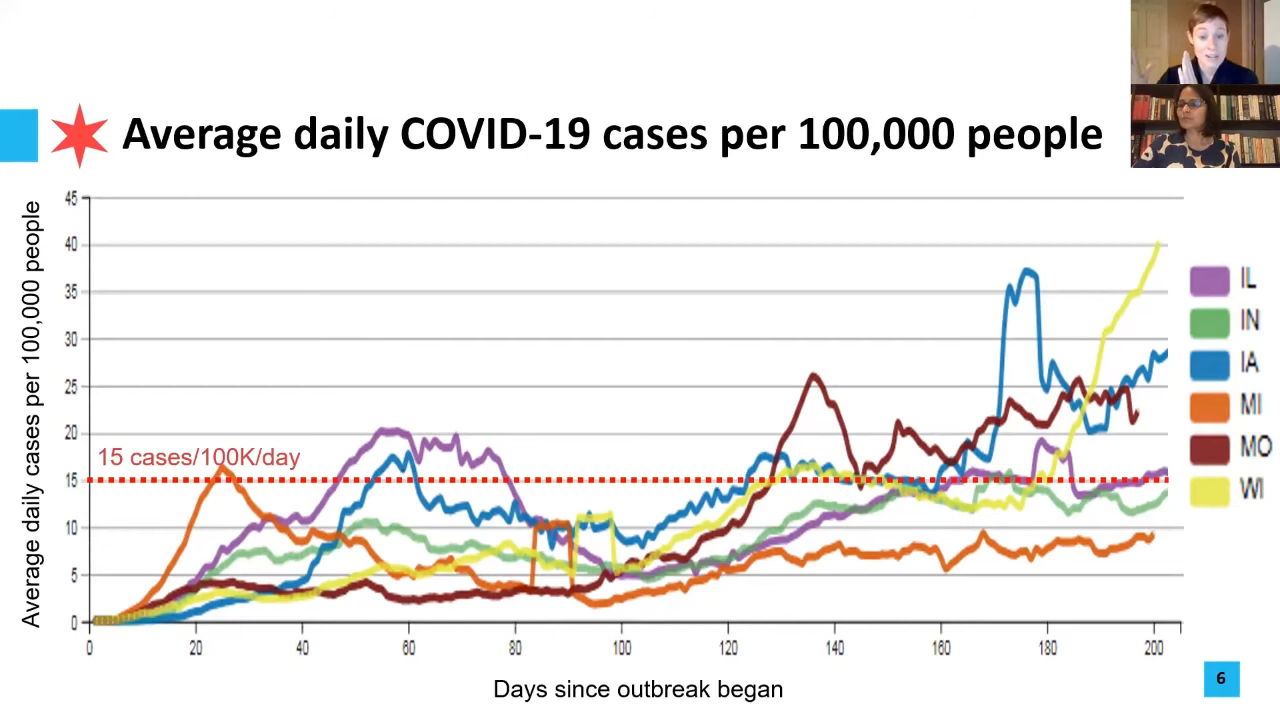 Average daily COVID-19 cases per 100,000 people
Average daily cases per 100,000 people
45
40
35
30
25
20
15
10
5
0
15 cases/100K/day
0 20 40 60 80 100 120 140 160 180 200
Days since outbreak began
IL
IN
IA
MI
MO
WI
6